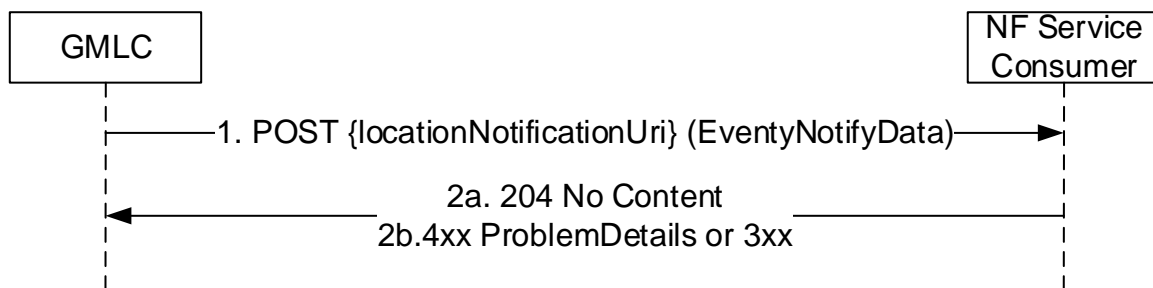 GMLC
NF Service
Consumer
1. POST {locationNotificationUri} (EventyNotifyData)
2a. 204 No Content
2b.4xx ProblemDetails or 3xx